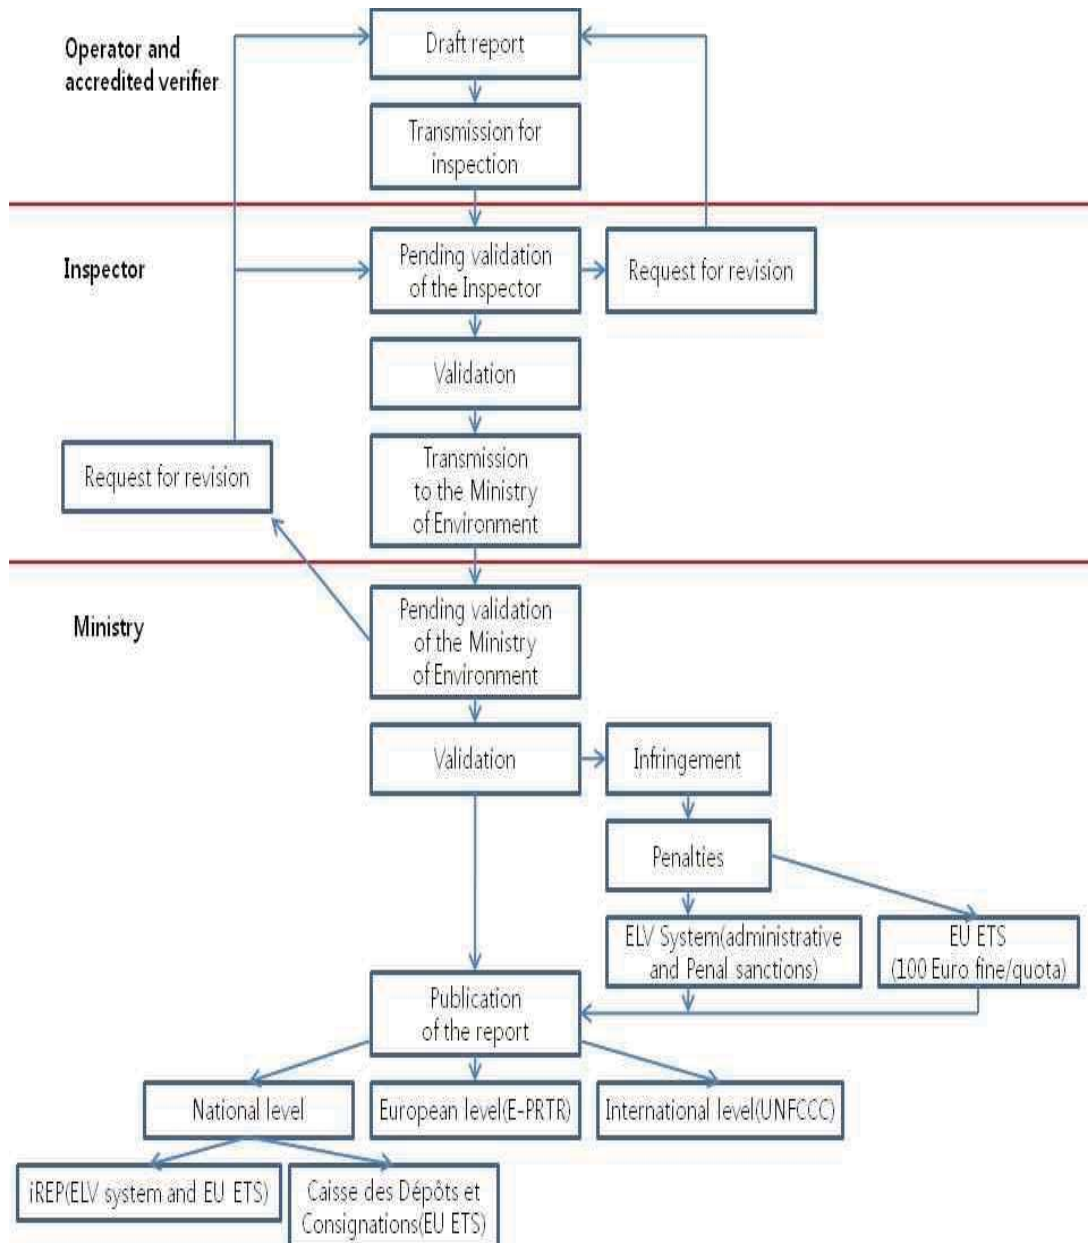 Operator and
accredited verifier
Draft report
Transmission for
inspection
Inspector
Pending validation
of the Inspector
Request for revision
Validation
Request for revision
Transmission
to the Ministry
of Environment
Ministry
Pending validation
of the Ministry
of Environment
Validation
Infringement
Penalties
ELV System(administrative
and Penal sanctions)
EU ETS
(100 Euro fine/quota)
Publication
of the report
National level
European level(E-PRTR)
International level(UNFCCC)
iREP(ELV system and EU ETS)
Caisse des Dépôts et
Consignations(EU ETS)